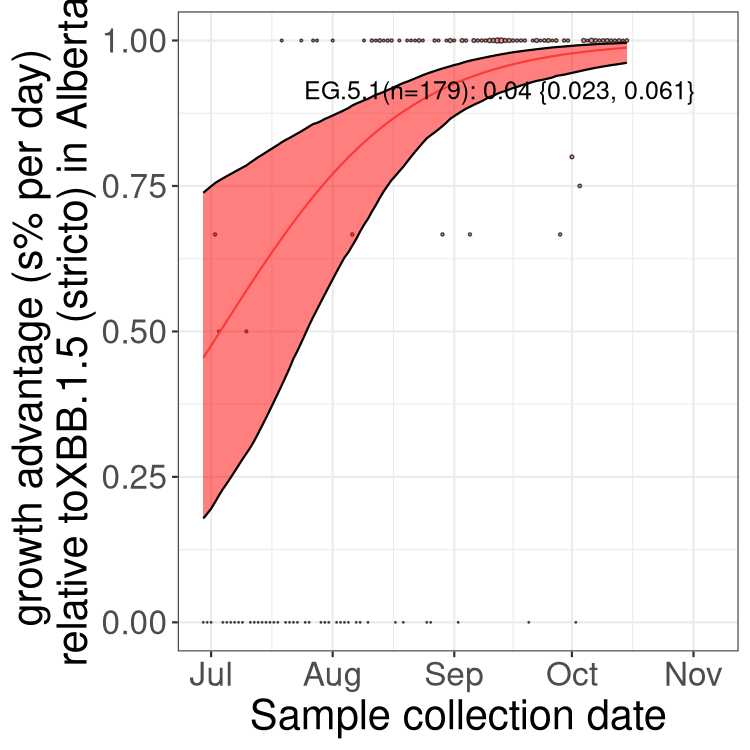 growth advantage (s% per day)
relative toXBB.1.5 (stricto) in Alberta
1.00
0.75
0.50
0.25
0.00
EG.5.1(n=179): 0.04 {0.023, 0.061}
Jul Aug Sep Oct Nov
Sample collection date